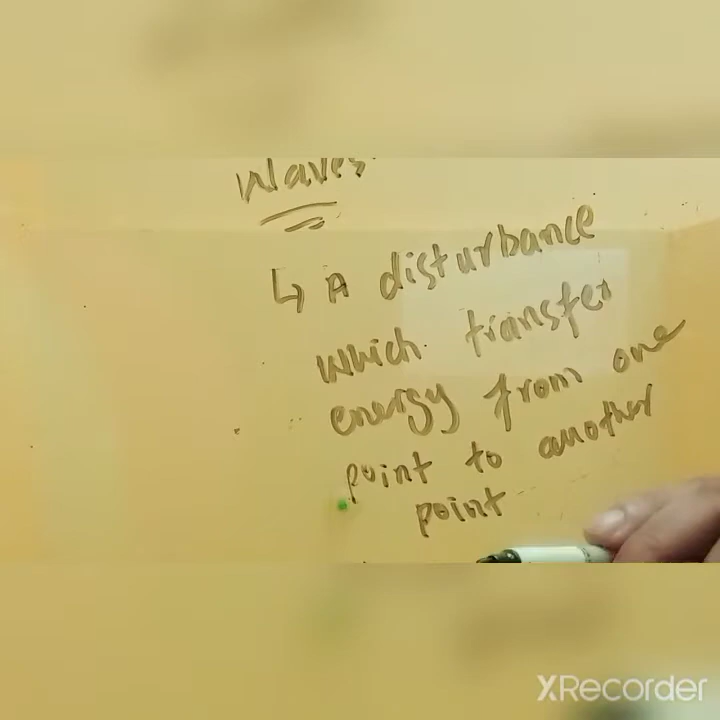 Waves
↳ A disturbance
which transfer
energy from one
point to another
point
XRecorder